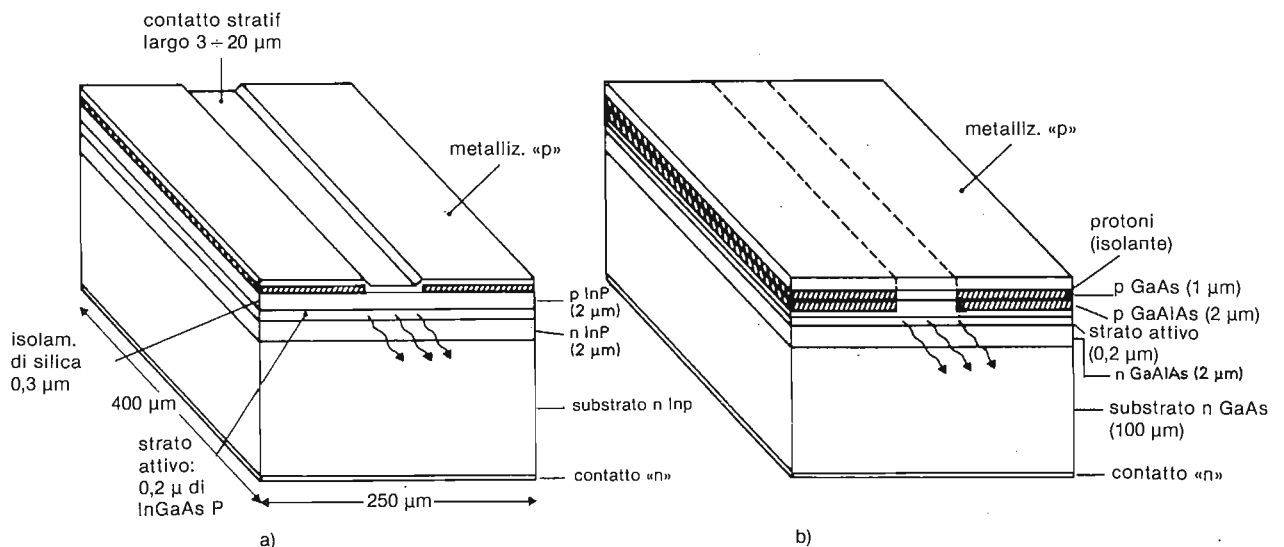 contatto stratif
largo 3 ÷ 20 µm
metalliz. «p»
p InP
(2 µm)
n InP
(2 µm)
isolam.
di silica
0,3 µm
400 µm
substrato n Inp
strato
attivo:
0,2 µ di
InGaAs P
contatto «n»
250 µm
a)
metalliz. «p»
protoni
(isolante)
p GaAs (1 µm)
p GaAlAs (2 µm)
strato attivo
(0,2 µm)
n GaAlAs (2 µm)
substrato n GaAs
(100 µm)
contatto «n»
b)